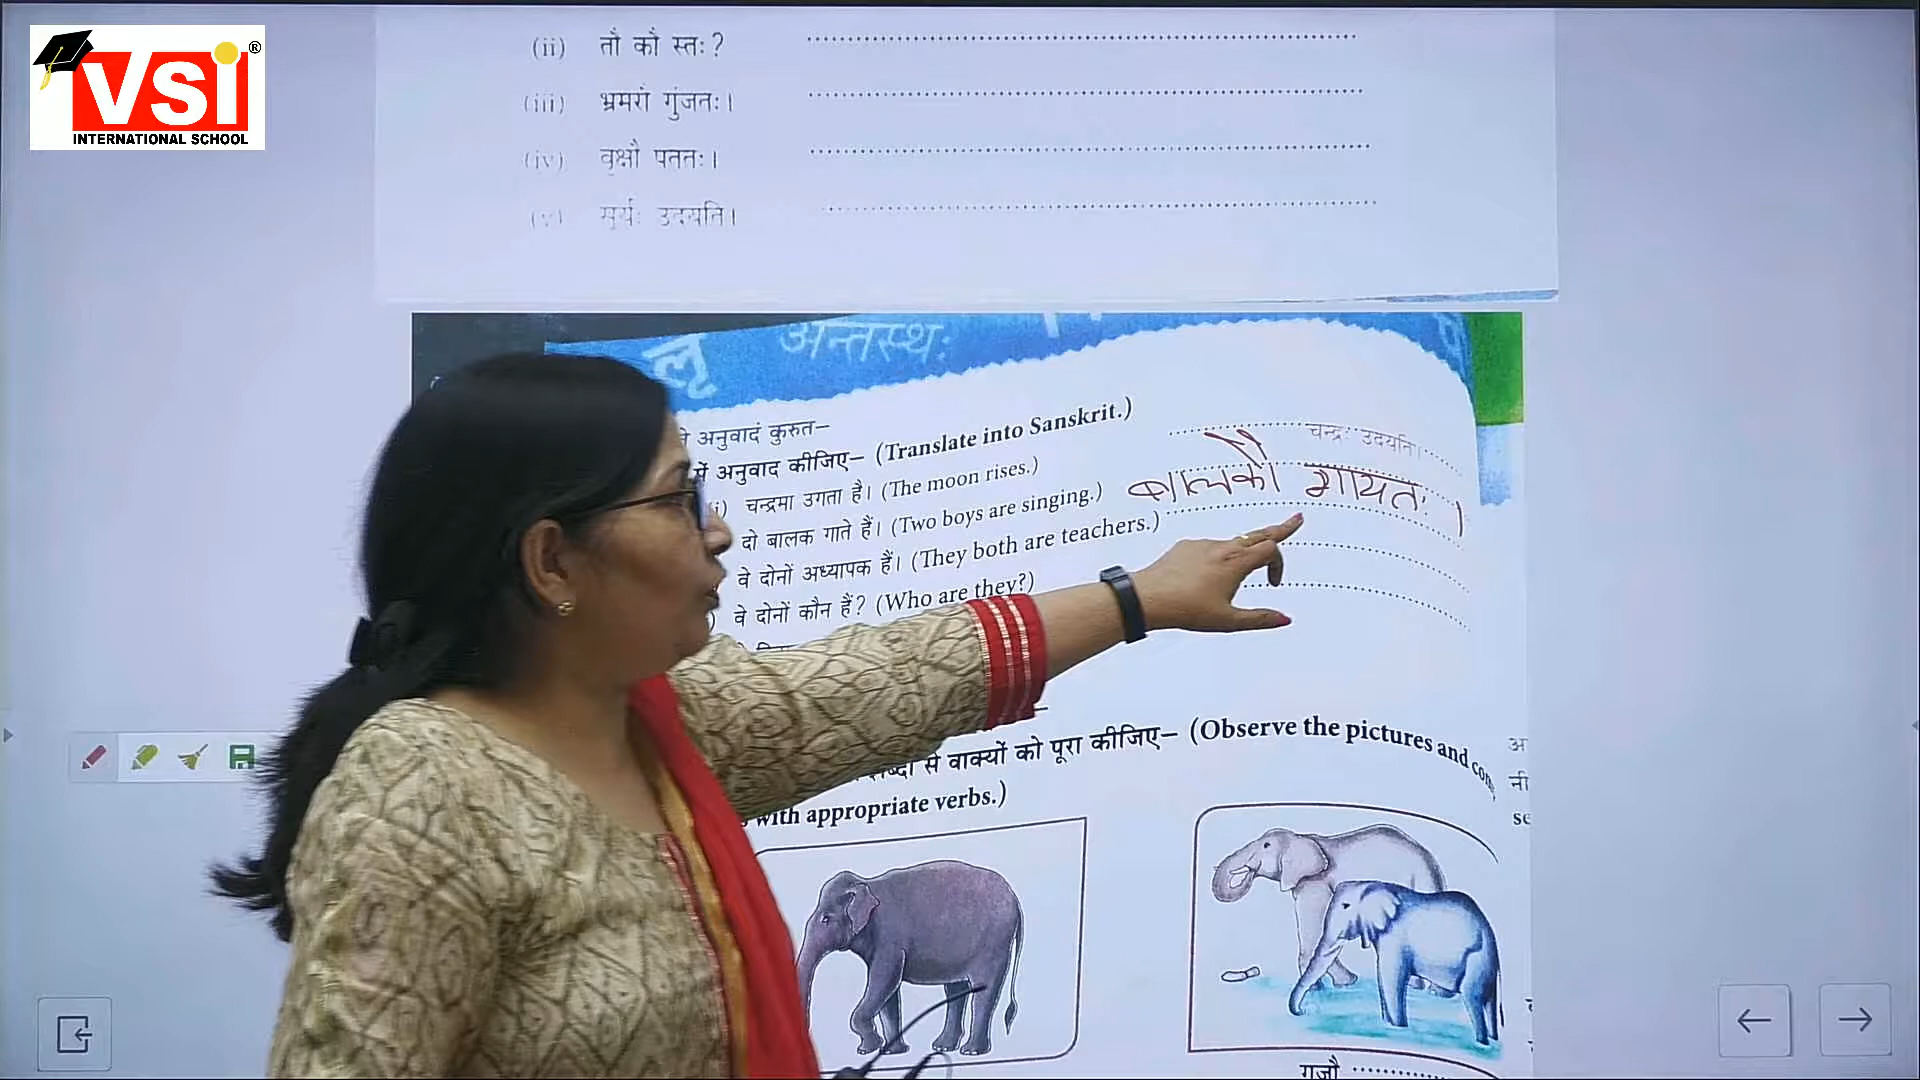 VSI ®
INTERNATIONAL SCHOOL
(ii) तौ कौ स्तः?
(iii) भ्रमरौ गुंजतः।
(iv) वृक्षौ पततः।
(v) सूर्यः उदयति।
लृ अन्तस्थः
अनुवादं कुरुत–
में अनुवाद कीजिए– (Translate into Sanskrit.)
i) चन्द्रमा उगता है। (The moon rises.) चन्द्रः उदयति।
दो बालक गाते हैं। (Two boys are singing.) बालकौ गायतः।
वे दोनों अध्यापक हैं। (They both are teachers.)
) वे दोनों कौन हैं? (Who are they?)
से वाक्यों को पूरा कीजिए– (Observe the pictures and com
with appropriate verbs.)
अ
नी
se
गजौ